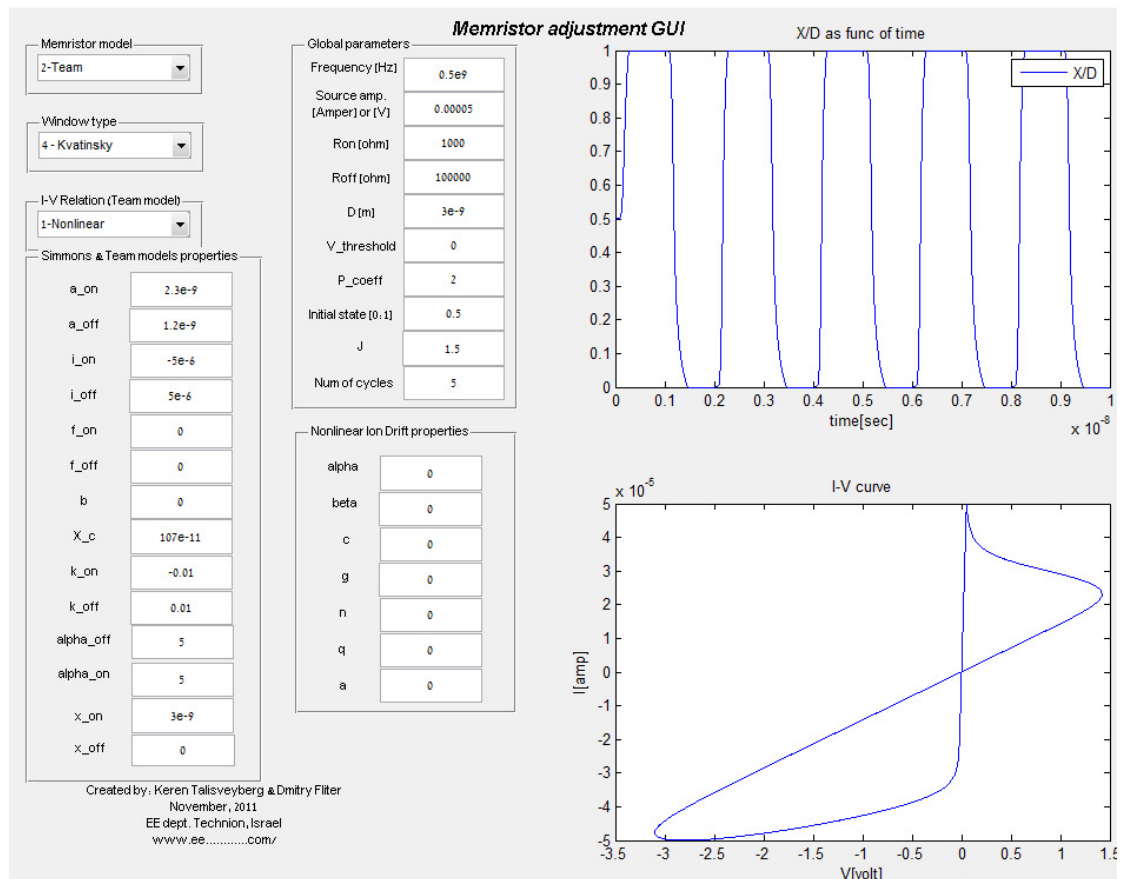 Memristor adjustment GUI
Memristor model
2-Team
Window type
4 - Kvatinsky
I-V Relation (Team model)
1-Nonlinear
Simmons & Team models properties
a_on 2.3e-9
a_off 1.2e-9
i_on -5e-6
i_off 5e-6
f_on 0
f_off 0
b 0
X_c 107e-11
k_on -0.01
k_off 0.01
alpha_off 5
alpha_on 5
x_on 3e-9
x_off 0
Created by: Keren Talisveyberg & Dmitry Fliter
November, 2011
EE dept. Technion, Israel
www.ee...........com/
Global parameters
Frequency [Hz] 0.5e9
Source amp.
[Amper] or [V] 0.00005
Ron [ohm] 1000
Roff [ohm] 100000
D [m] 3e-9
V_threshold 0
P_coeff 2
Initial state [0:1] 0.5
J 1.5
Num of cycles 5
Nonlinear Ion Drift properties
alpha 0
beta 0
c 0
g 0
n 0
q 0
a 0
X/D as func of time
X/D
1
0.9
0.8
0.7
0.6
0.5
0.4
0.3
0.2
0.1
0
0 0.1 0.2 0.3 0.4 0.5 0.6 0.7 0.8 0.9 1
time[sec]
x 10^-8
I-V curve
x 10^-5
I[amp]
5
4
3
2
1
0
-1
-2
-3
-4
-5
-3.5 -3 -2.5 -2 -1.5 -1 -0.5 0 0.5 1 1.5
V[volt]